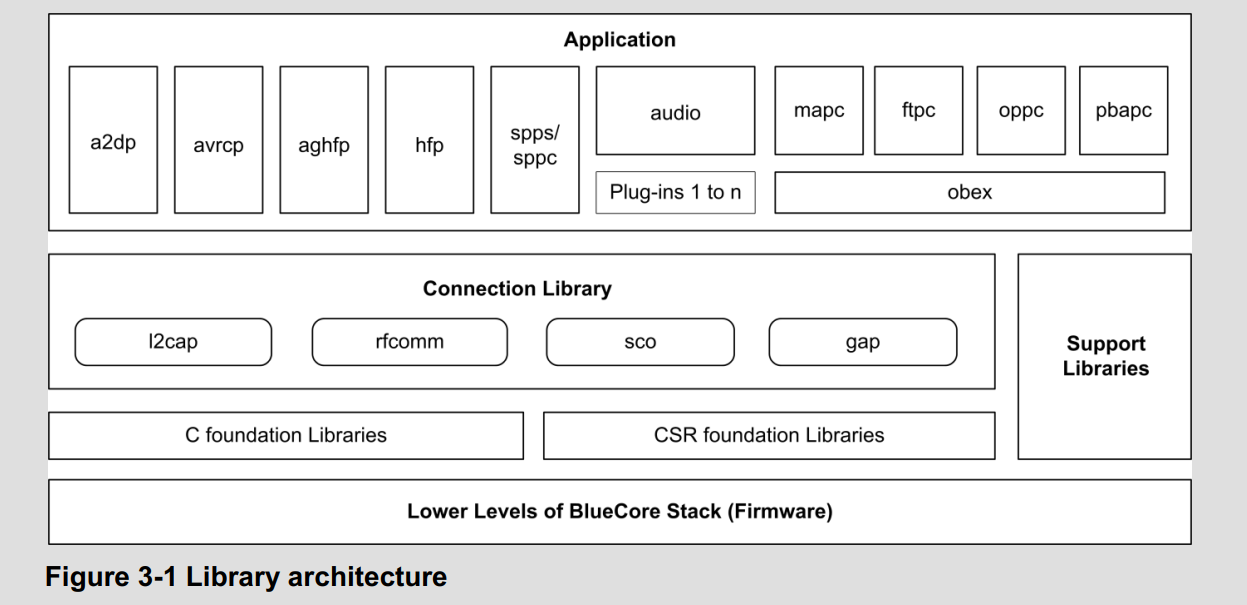 Application
a2dp
avrcp
aghfp
hfp
spps/
sppc
audio
Plug-ins 1 to n
mapc
ftpc
oppc
pbapc
obex
Connection Library
l2cap
rfcomm
sco
gap
Support
Libraries
C foundation Libraries
CSR foundation Libraries
Lower Levels of BlueCore Stack (Firmware)
Figure 3-1 Library architecture